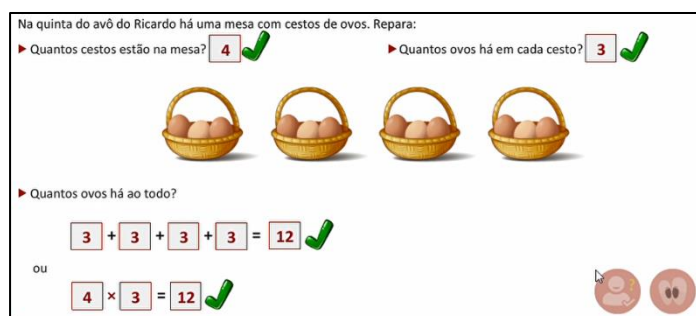 Na quinta do avô do Ricardo há uma mesa com cestos de ovos. Repara:
Quantos cestos estão na mesa? 4
Quantos ovos há em cada cesto? 3
Quantos ovos há ao todo?
3 + 3 + 3 + 3 = 12
ou
4 × 3 = 12
?